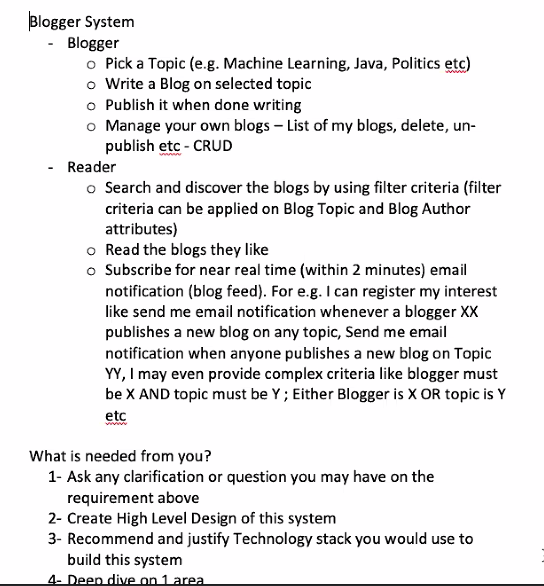 Blogger System
- Blogger
o Pick a Topic (e.g. Machine Learning, Java, Politics etc)
o Write a Blog on selected topic
o Publish it when done writing
o Manage your own blogs – List of my blogs, delete, un-
publish etc - CRUD
- Reader
o Search and discover the blogs by using filter criteria (filter
criteria can be applied on Blog Topic and Blog Author
attributes)
o Read the blogs they like
o Subscribe for near real time (within 2 minutes) email
notification (blog feed). For e.g. I can register my interest
like send me email notification whenever a blogger XX
publishes a new blog on any topic, Send me email
notification when anyone publishes a new blog on Topic
YY, I may even provide complex criteria like blogger must
be X AND topic must be Y ; Either Blogger is X OR topic is Y
etc
What is needed from you?
1- Ask any clarification or question you may have on the
requirement above
2- Create High Level Design of this system
3- Recommend and justify Technology stack you would use to
build this system
4- Deep dive on 1 area